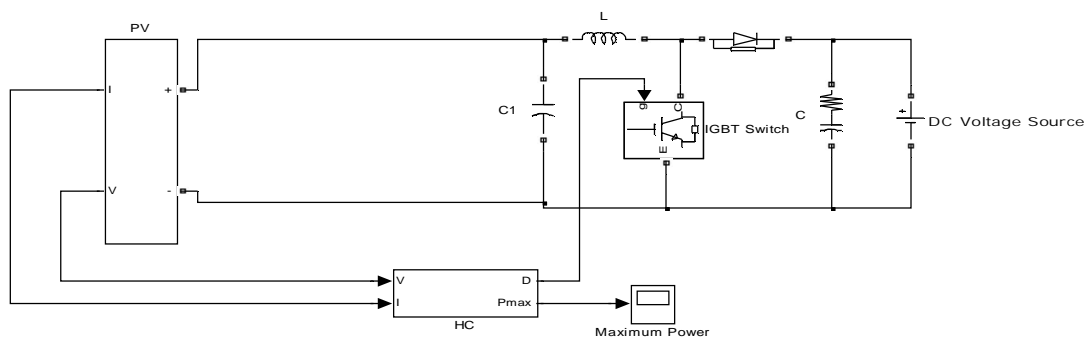 PV
L
I
+
C1
g
C
E
IGBT Switch
C
+
DC Voltage Source
V
-
V
D
I
Pmax
HC
Maximum Power